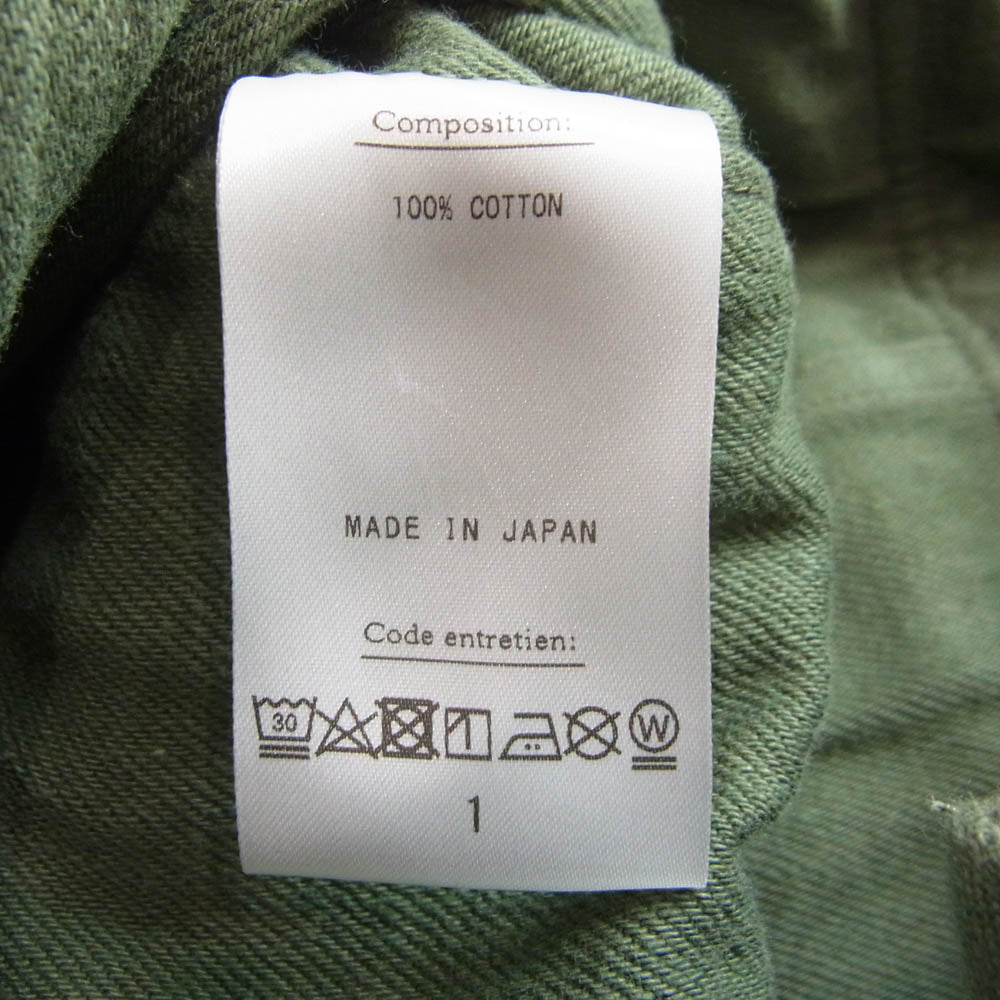 Composition:
100% COTTON
MADE IN JAPAN
Code entretien:
30 W
1